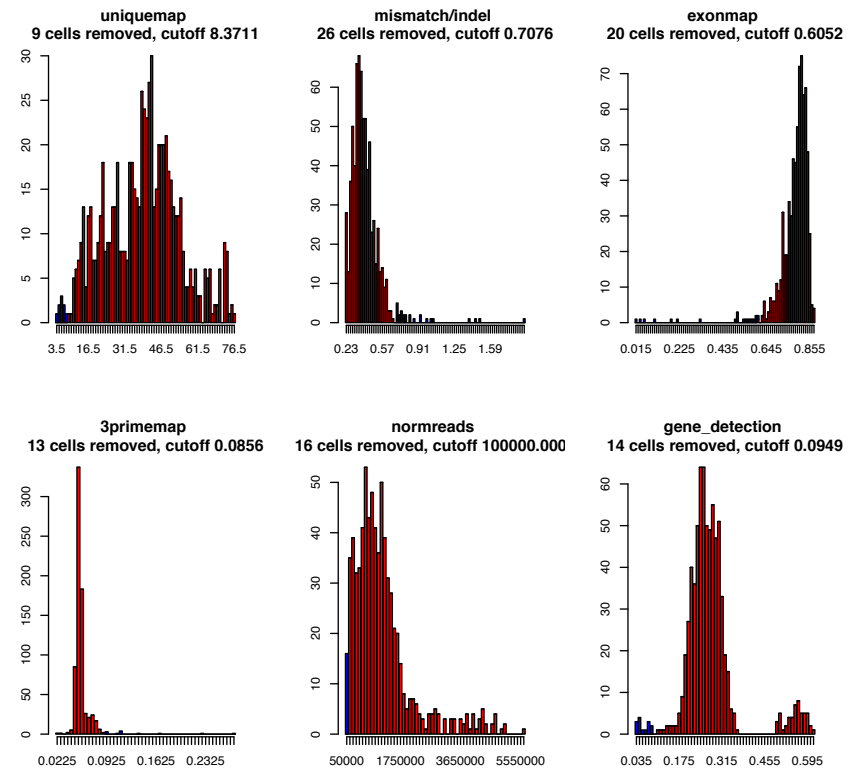 uniquemap
9 cells removed, cutoff 8.3711
30
25
20
15
10
5
0
3.5 16.5 31.5 46.5 61.5 76.5
mismatch/indel
26 cells removed, cutoff 0.7076
60
50
40
30
20
10
0
0.23 0.57 0.91 1.25 1.59
exonmap
20 cells removed, cutoff 0.6052
70
60
50
40
30
20
10
0
0.015 0.225 0.435 0.645 0.855
3primemap
13 cells removed, cutoff 0.0856
300
250
200
150
100
50
0
0.0225 0.0925 0.1625 0.2325
normreads
16 cells removed, cutoff 100000.000
50
40
30
20
10
0
50000 1750000 3650000 5550000
gene_detection
14 cells removed, cutoff 0.0949
60
50
40
30
20
10
0
0.035 0.175 0.315 0.455 0.595